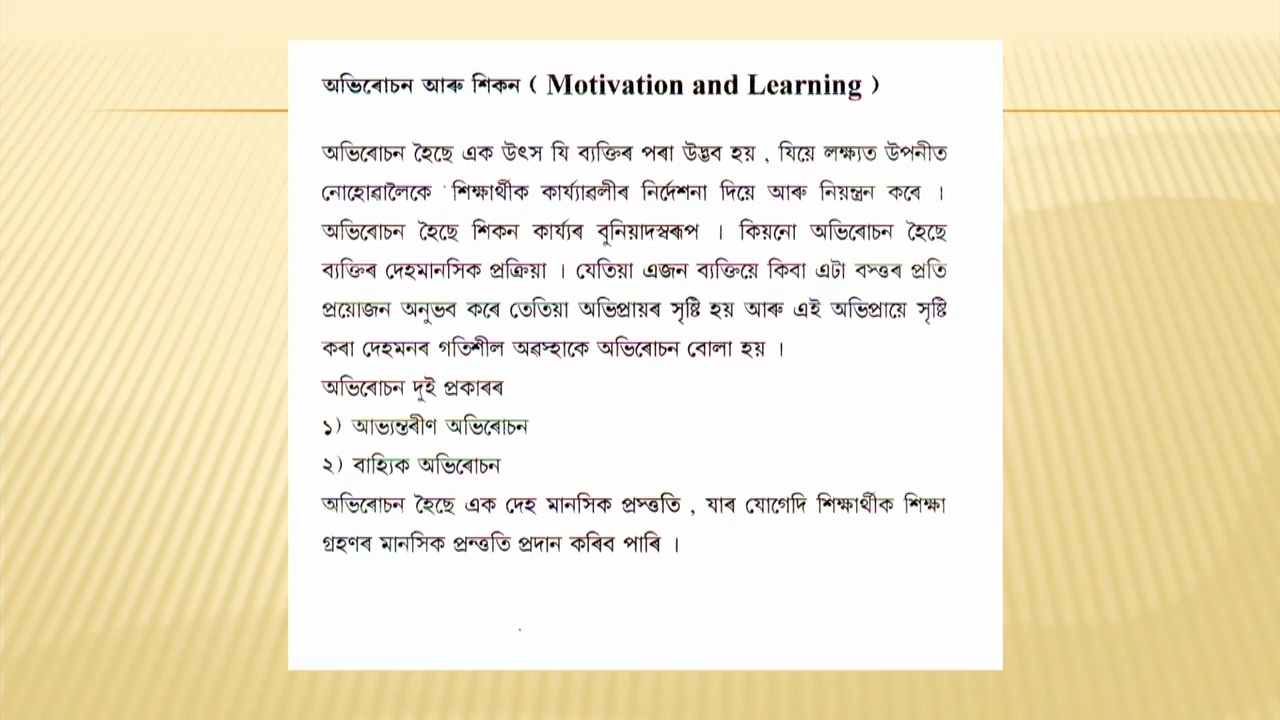 অভিৰোচন আৰু শিকন ( Motivation and Learning )
অভিৰোচন হৈছে এক উৎস যি ব্যক্তিৰ পৰা উদ্ভৱ হয় , যিয়ে লক্ষ্যত উপনীত
নোহোৱালৈকে শিক্ষাৰ্থীক কাৰ্য্যাৱলীৰ নিৰ্দেশনা দিয়ে আৰু নিয়ন্ত্ৰন কৰে ।
অভিৰোচন হৈছে শিকন কাৰ্য্যৰ বুনিয়াদস্বৰূপ । কিয়নো অভিৰোচন হৈছে
ব্যক্তিৰ দেহমানসিক প্ৰক্ৰিয়া । যেতিয়া এজন ব্যক্তিয়ে কিবা এটা বস্তুৰ প্ৰতি
প্ৰয়োজন অনুভব কৰে তেতিয়া অভিপ্ৰায়ৰ সৃষ্টি হয় আৰু এই অভিপ্ৰায়ে সৃষ্টি
কৰা দেহমনৰ গতিশীল অৱস্হাকে অভিৰোচন বোলা হয় ।
অভিৰোচন দুই প্ৰকাৰৰ
১) আভ্যন্তৰীণ অভিৰোচন
২) বাহ্যিক অভিৰোচন
অভিৰোচন হৈছে এক দেহ মানসিক প্ৰস্তুতি , যাৰ যোগেদি শিক্ষাৰ্থীক শিক্ষা
গ্ৰহণৰ মানসিক প্ৰস্তুতি প্ৰদান কৰিব পাৰি ।